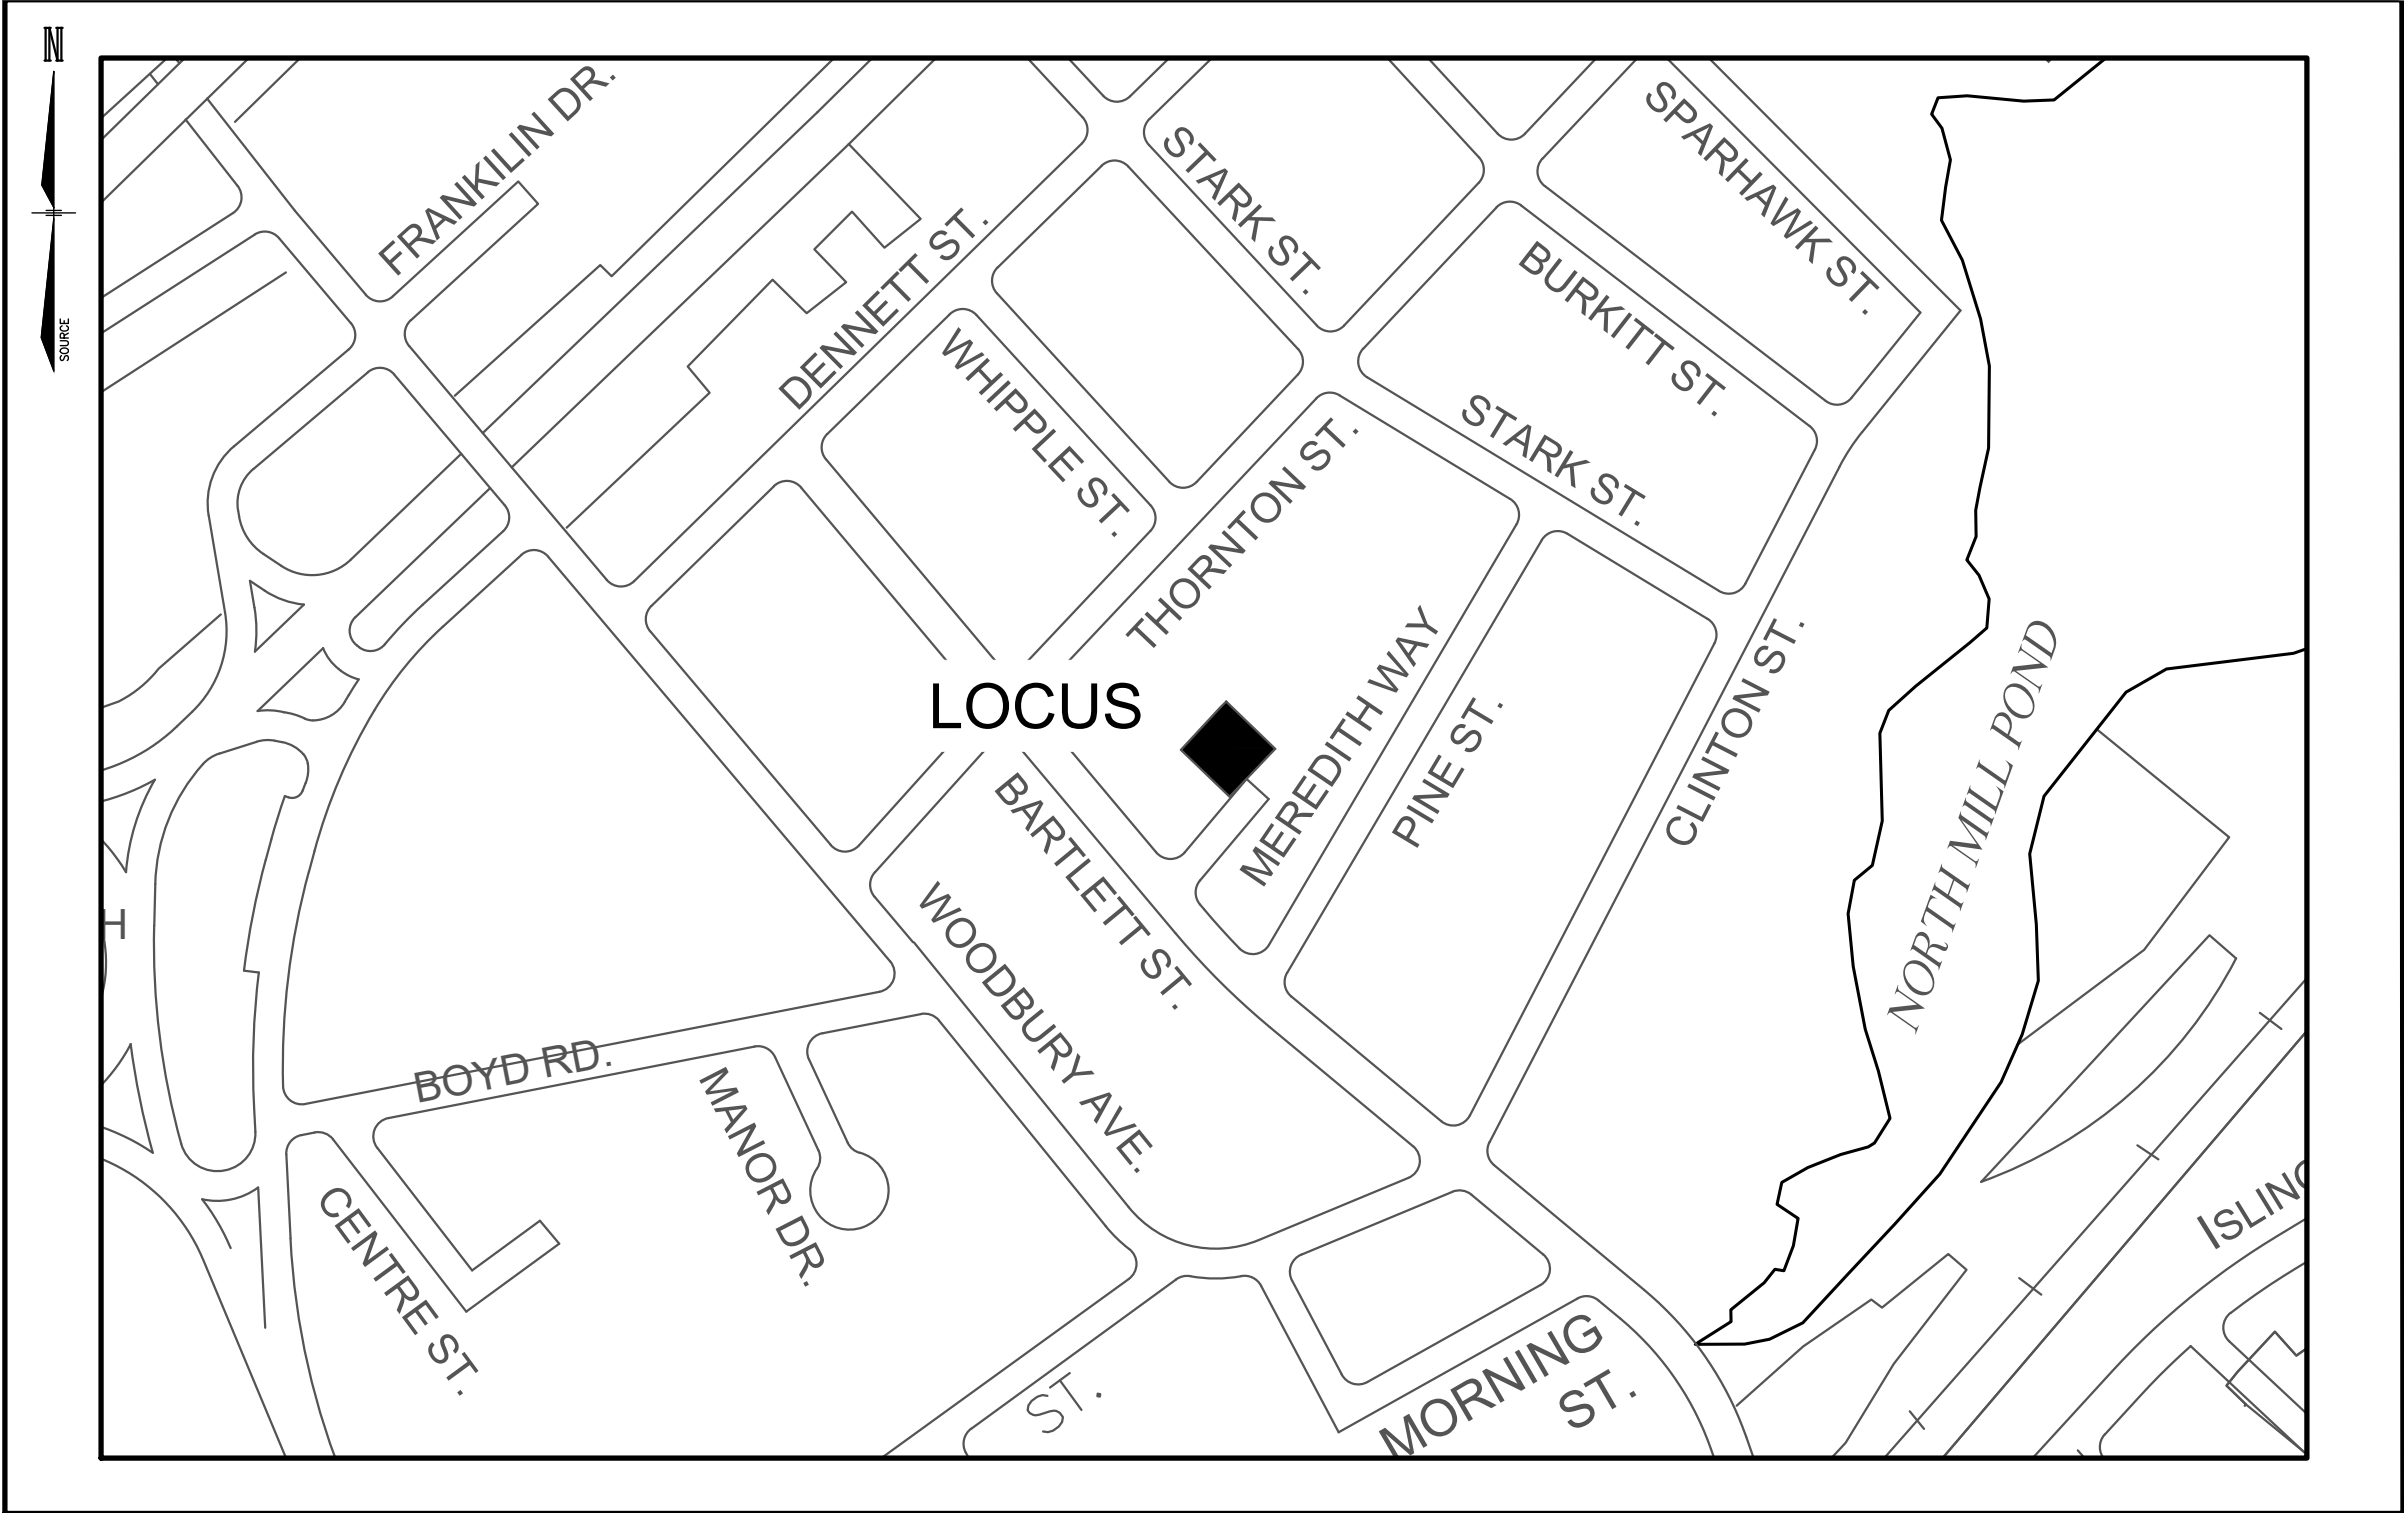 N
SOURCE
FRANKILIN DR.
SPARHAWK ST.
STARK ST.
DENNETT ST.
BURKITT ST.
WHIPPLE ST.
STARK ST.
THORNTON ST.
LOCUS
MEREDITH WAY
PINE ST.
CLINTON ST.
NORTH MILL POND
BARTLETT ST.
H
WOODBURY AVE.
BOYD RD.
MANOR DR.
CENTRE ST.
ISLING
ST.
MORNING
ST.